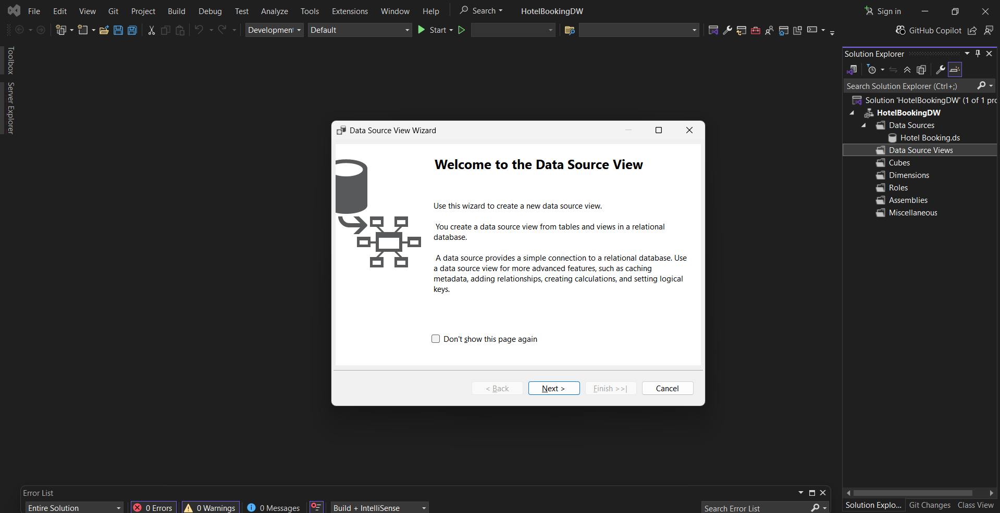 File Edit View Git Project Build Debug Test Analyze Tools Extensions Window Help Search HotelBookingDW Sign in
Development Default Start GitHub Copilot
Toolbox
Server Explorer
Data Source View Wizard
Welcome to the Data Source View
Use this wizard to create a new data source view.
You create a data source view from tables and views in a relational
database.
A data source provides a simple connection to a relational database. Use
a data source view for more advanced features, such as caching
metadata, adding relationships, creating calculations, and setting logical
keys.
Don't show this page again
< Back Next > Finish >>| Cancel
Solution Explorer
Search Solution Explorer (Ctrl+;)
Solution 'HotelBookingDW' (1 of 1 pro
HotelBookingDW
Data Sources
Hotel Booking.ds
Data Source Views
Cubes
Dimensions
Roles
Assemblies
Miscellaneous
Error List
Entire Solution 0 Errors 0 Warnings 0 Messages Build + IntelliSense Search Error List
Solution Explo... Git Changes Class View